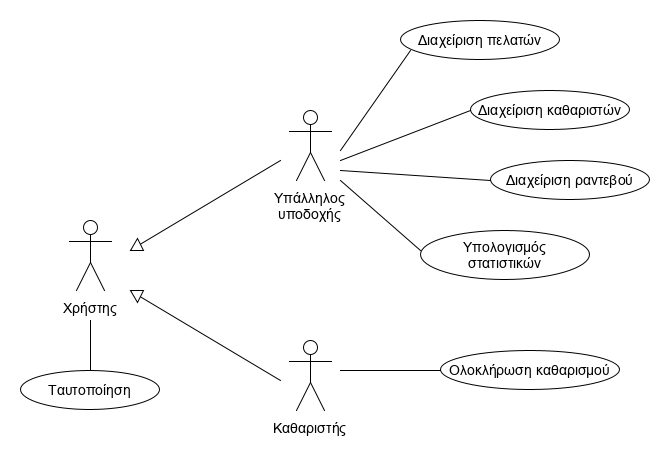 Διαχείριση πελατών
Διαχείριση καθαριστών
Υπάλληλος
υποδοχής
Διαχείριση ραντεβού
Υπολογισμός
στατιστικών
Χρήστης
Ταυτοποίηση
Ολοκλήρωση καθαρισμού
Καθαριστής